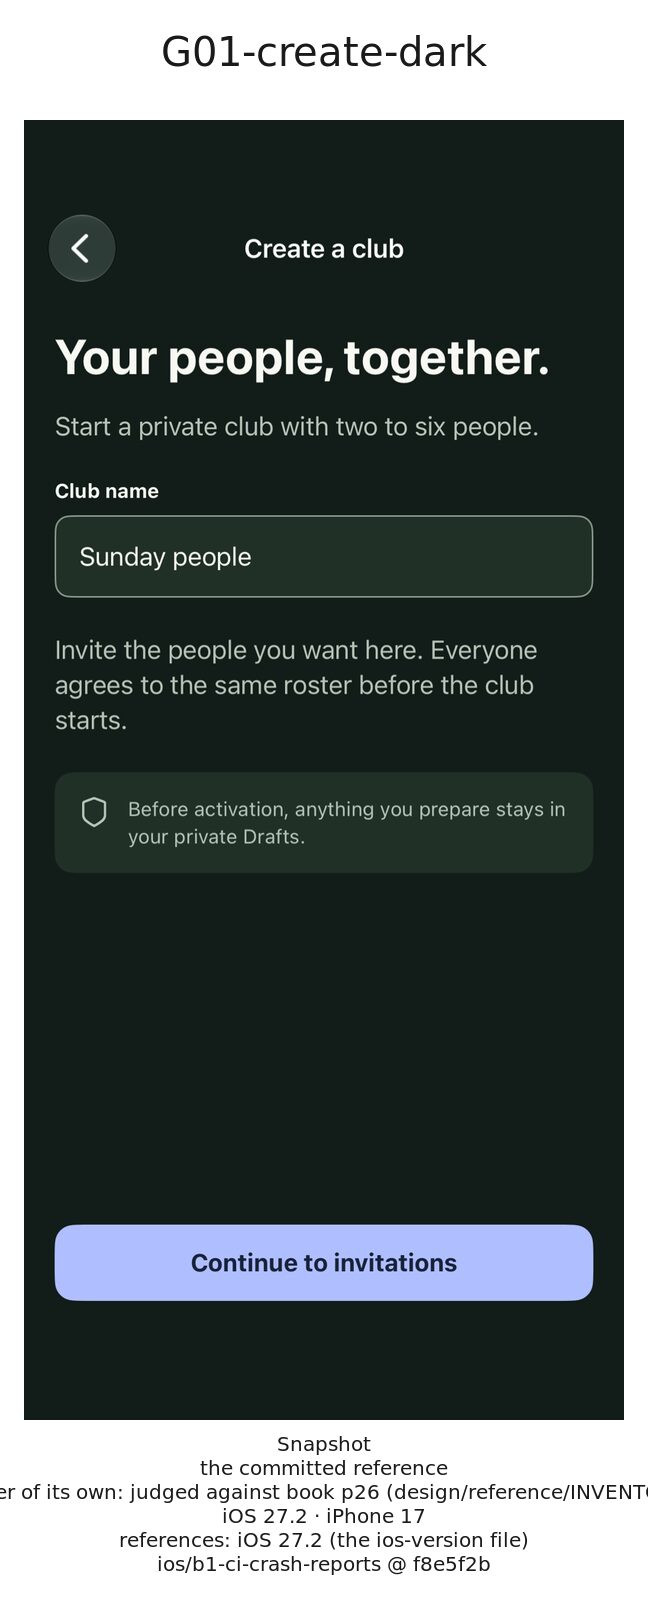 G01-create-dark
Create a club
Your people, together.
Start a private club with two to six people.
Club name
Sunday people
Invite the people you want here. Everyone
agrees to the same roster before the club
starts.
Before activation, anything you prepare stays in
your private Drafts.
Continue to invitations
Snapshot
the committed reference
of its own: judged against book p26 (design/reference/
iOS 27.2 · iPhone 17
references: iOS 27.2 (the ios-version file)
ios/b1-ci-crash-reports @ f8e5f2b